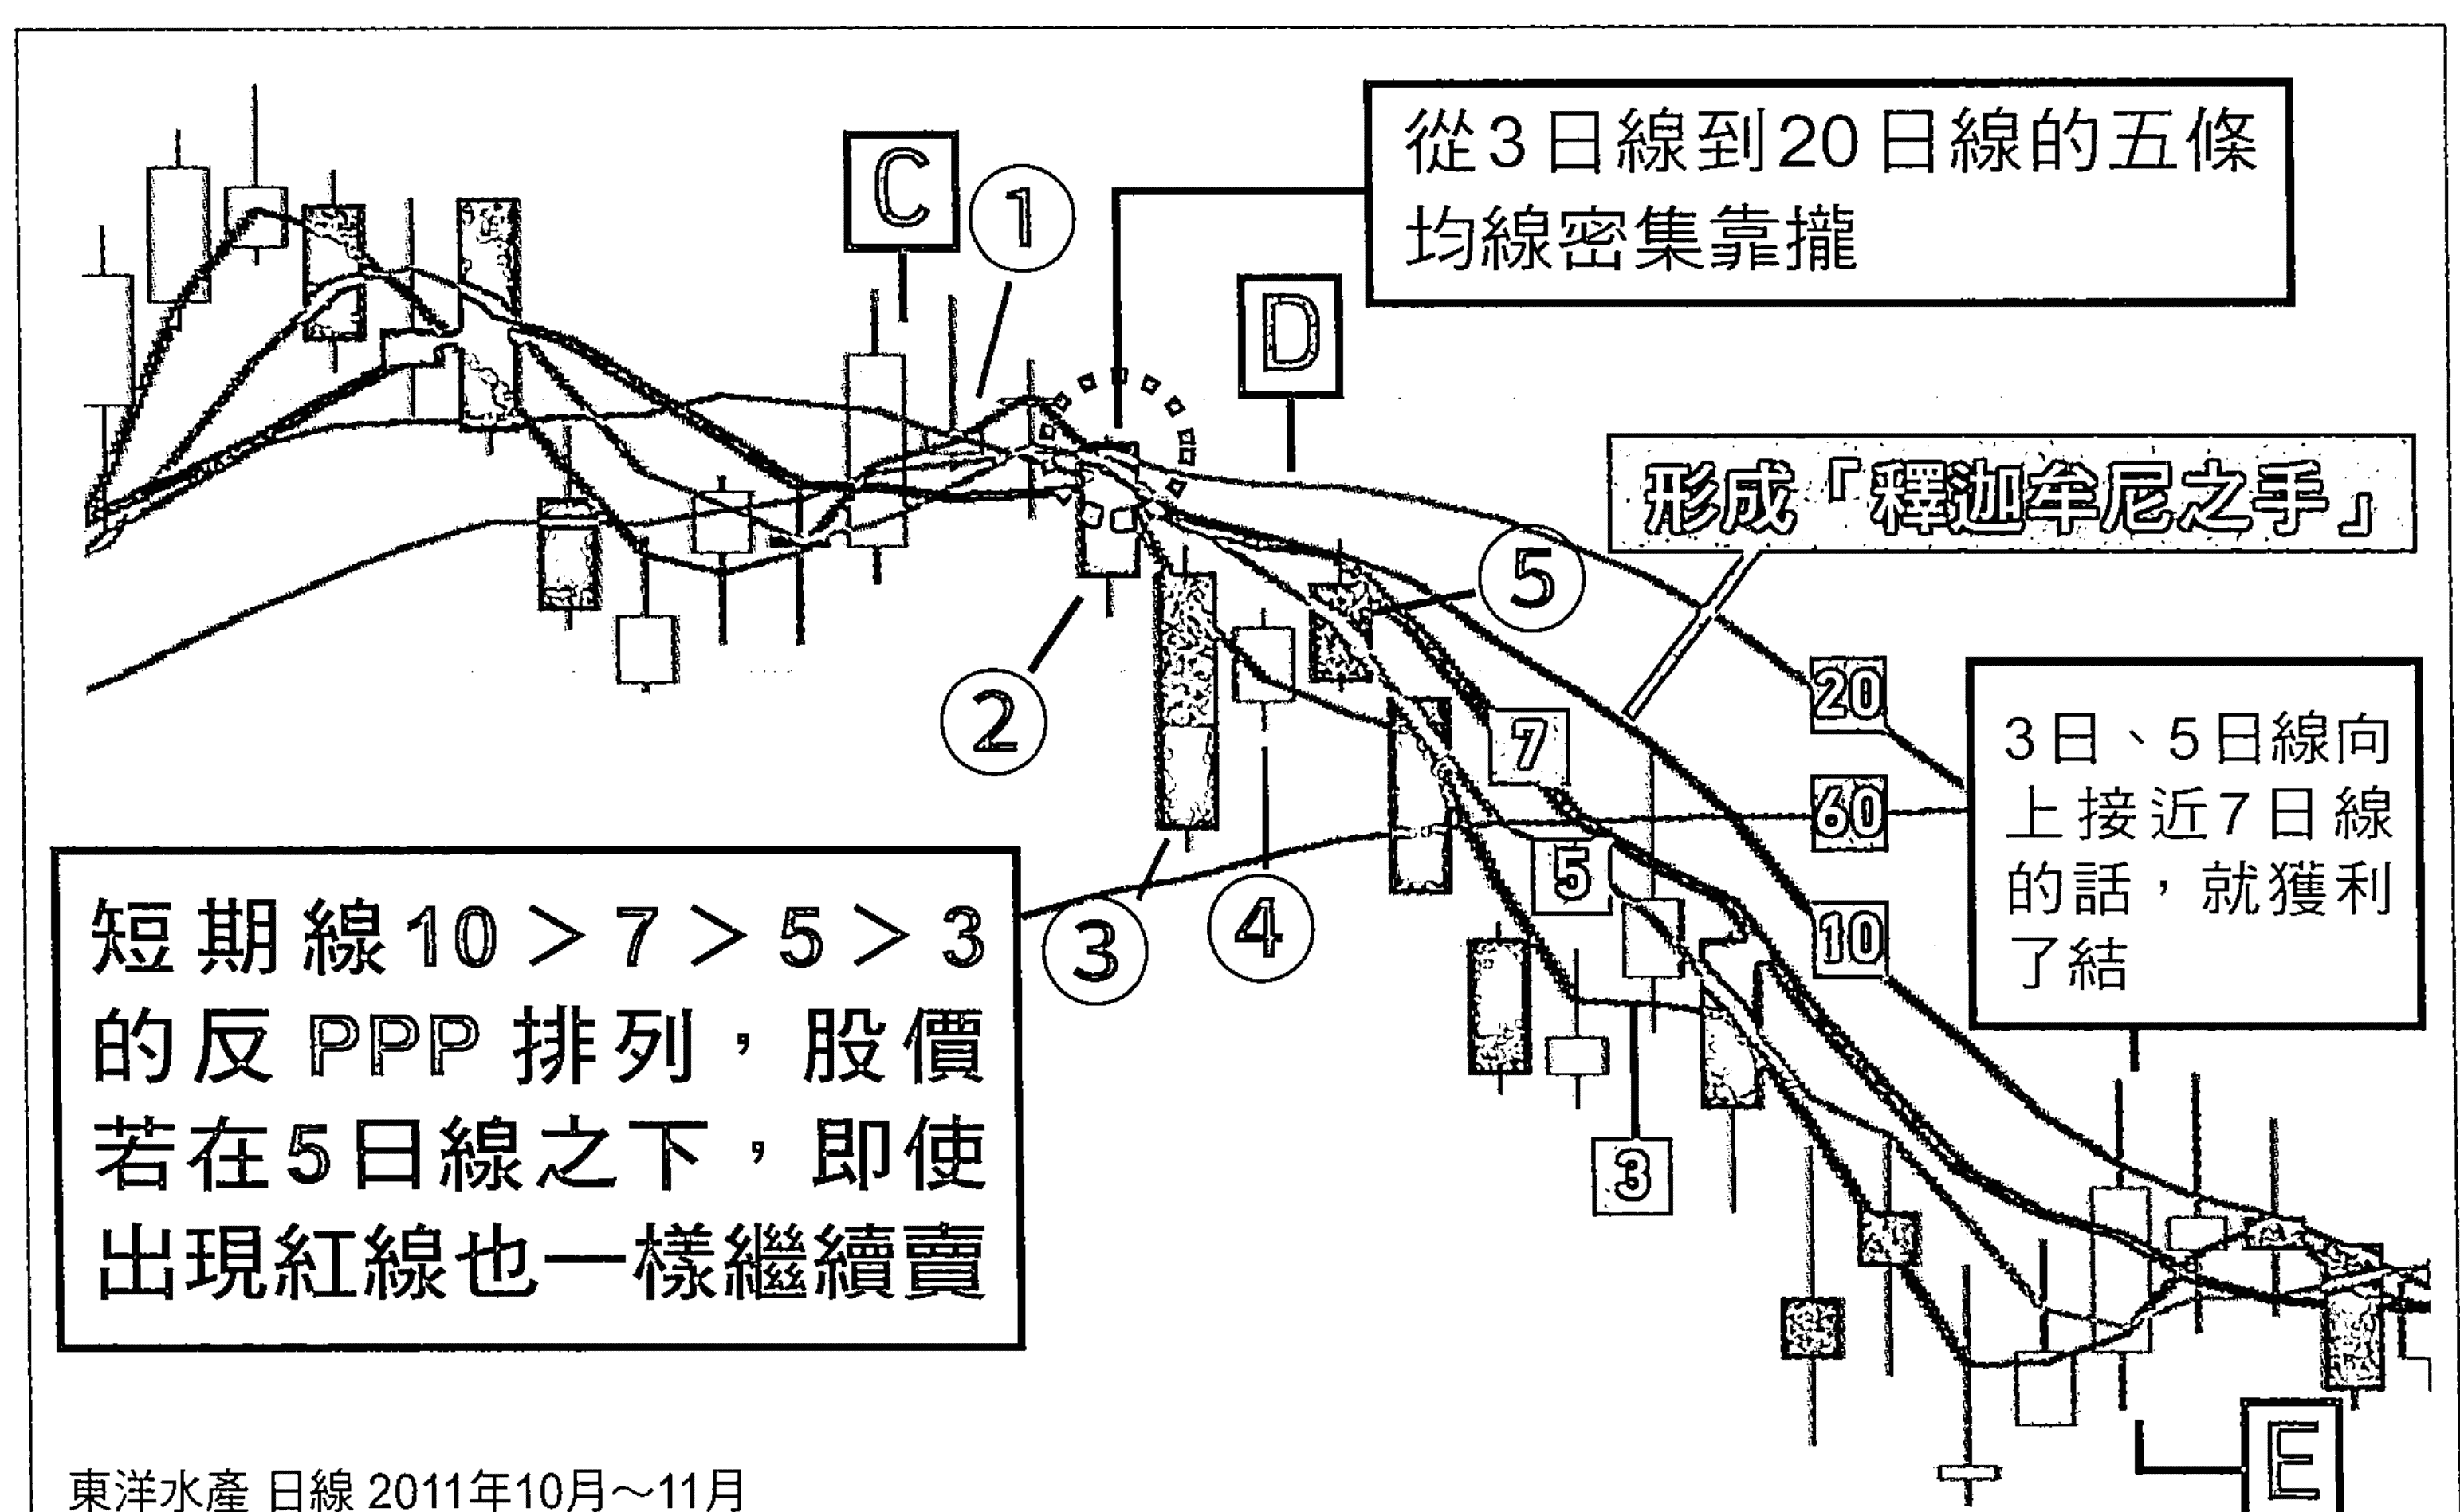 C
①
從3日線到20日線的五條
均線密集靠攏
D
形成「釋迦牟尼之手」
⑤
②
20
7
3日、5日線向
上接近7日線
的話，就獲利
了結
60
5
短期線10＞7＞5＞3
的反PPP排列，股價
若在5日線之下，即使
出現紅線也一樣繼續賣
③
④
10
3
E
東洋水產 日線 2011年10月～11月